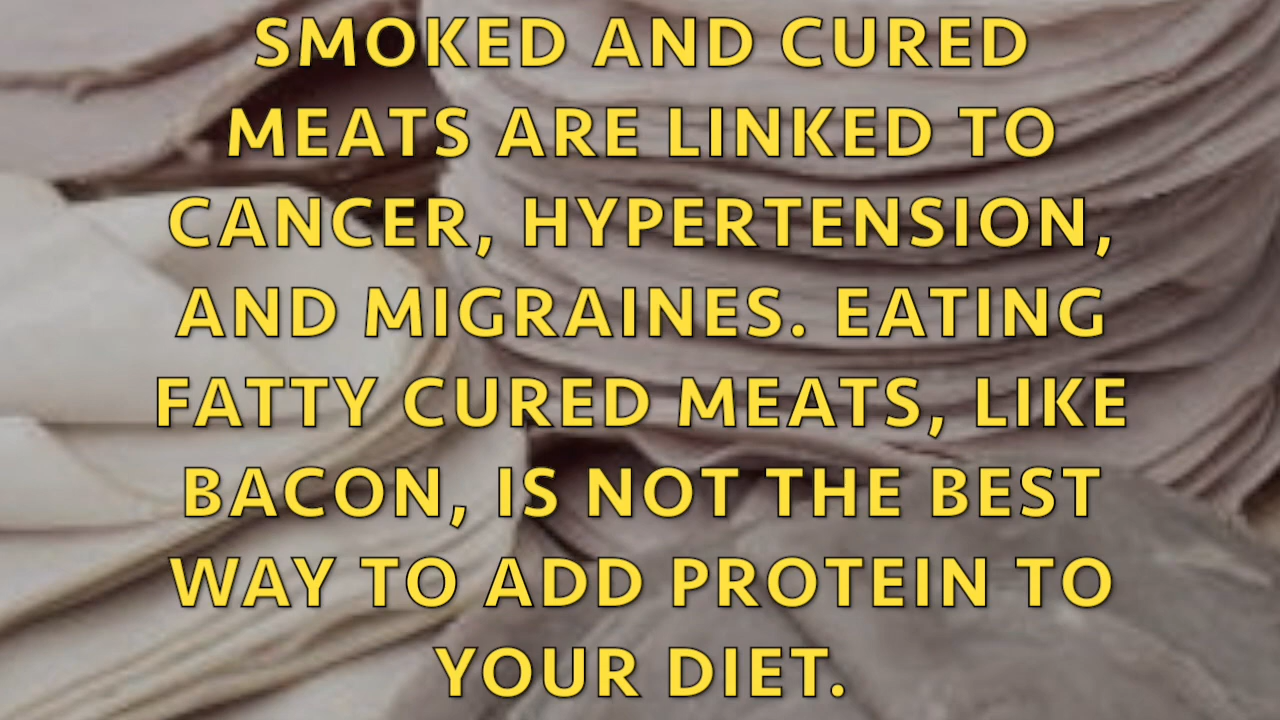 SMOKED AND CURED
MEATS ARE LINKED TO
CANCER, HYPERTENSION,
AND MIGRAINES. EATING
FATTY CURED MEATS, LIKE
BACON, IS NOT THE BEST
WAY TO ADD PROTEIN TO
YOUR DIET.